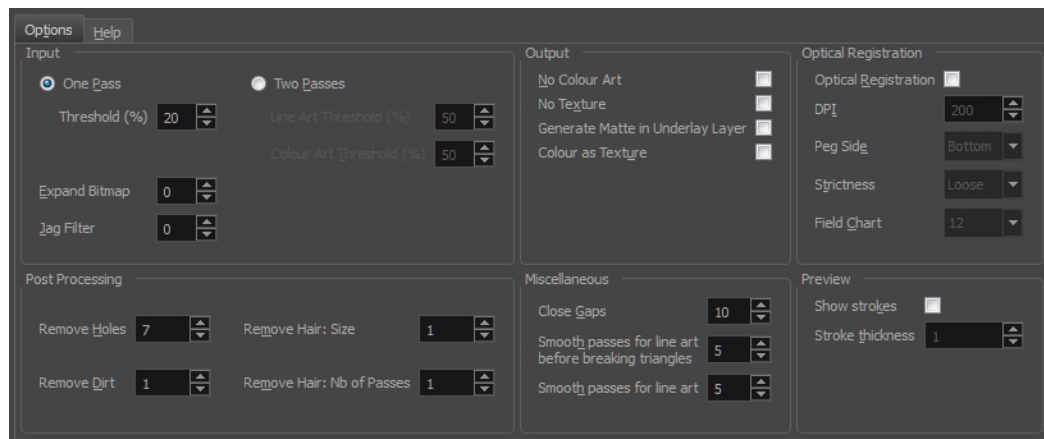 Options
Help
Input
One Pass
Two Passes
Threshold (%) 20
Line Art Threshold (%) 50
Colour Art Threshold (%) 50
Expand Bitmap 0
Jag Filter 0
Output
No Colour Art
No Texture
Generate Matte in Underlay Layer
Colour as Texture
Optical Registration
Optical Registration
DPI 200
Peg Side Bottom
Strictness Loose
Field Chart 12
Post Processing
Remove Holes 7
Remove Hair: Size 1
Remove Dirt 1
Remove Hair: Nb of Passes 1
Miscellaneous
Close Gaps 10
Smooth passes for line art
before breaking triangles 5
Smooth passes for line art 5
Preview
Show strokes
Stroke thickness 1